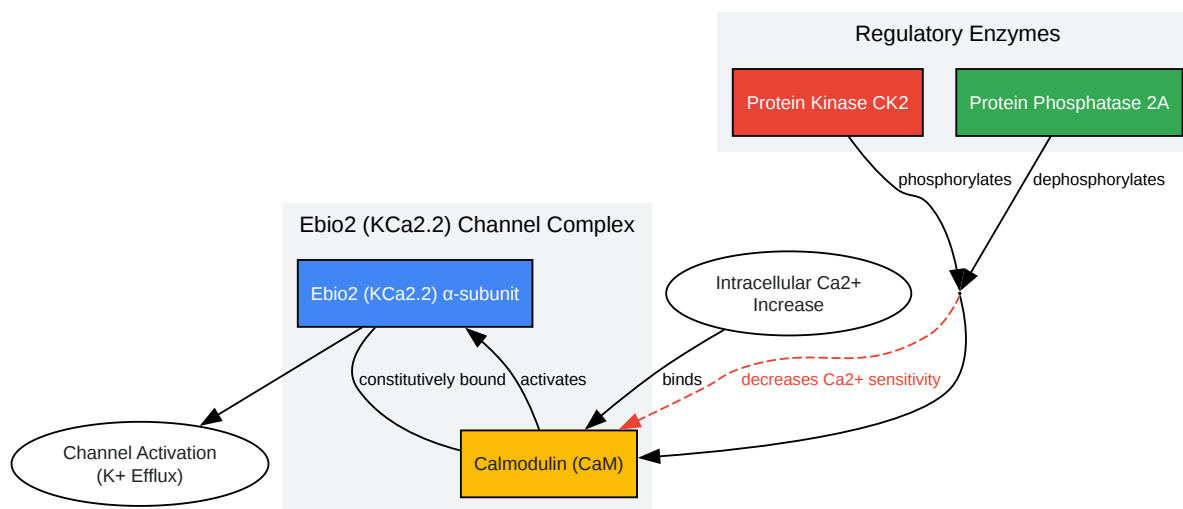 Regulatory Enzymes
Protein Kinase CK2
Protein Phosphatase 2A
phosphorylates
dephosphorylates
Ebio2 (KCa2.2) Channel Complex
Ebio2 (KCa2.2) α-subunit
Intracellular Ca2+
Increase
constitutively bound
activates
binds
decreases Ca2+ sensitivity
Channel Activation
(K+ Efflux)
Calmodulin (CaM)